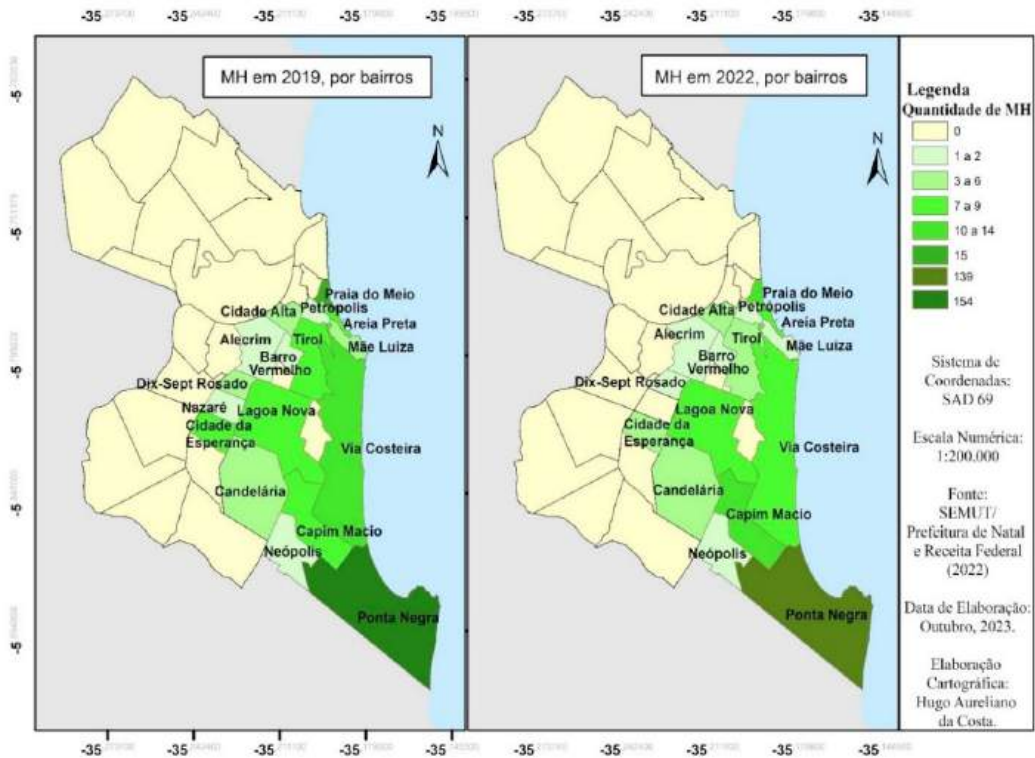 MH em 2019, por bairros
N
Praia do Meio
Petrópolis
Cidade Alta
Areia Preta
Alecrim
Tirol
Mãe Luiza
Barro
Vermelho
Dix-Sept Rosado
Nazaré
Lagoa Nova
Cidade da
Esperança
Via Costeira
Candelária
Capim Macio
Neópolis
Ponta Negra
MH em 2022, por bairros
N
Praia do Meio
Petrópolis
Cidade Alta
Areia Preta
Alecrim
Tirol
Mãe Luiza
Barro
Vermelho
Dix-Sept Rosado
Lagoa Nova
Cidade da
Esperança
Via Costeira
Candelária
Capim Macio
Neópolis
Ponta Negra
Legenda
Quantidade de MH
0
1 a 2
3 a 6
7 a 9
10 a 14
15
139
154
Sistema de
Coordenadas:
SAD 69
Escala Numérica:
1:200.000
Fonte:
SEMUT/
Prefeitura de Natal
e Receita Federal
(2022)
Data de Elaboração:
Outubro, 2023.
Elaboração
Cartográfica:
Hugo Aureliano
da Costa.